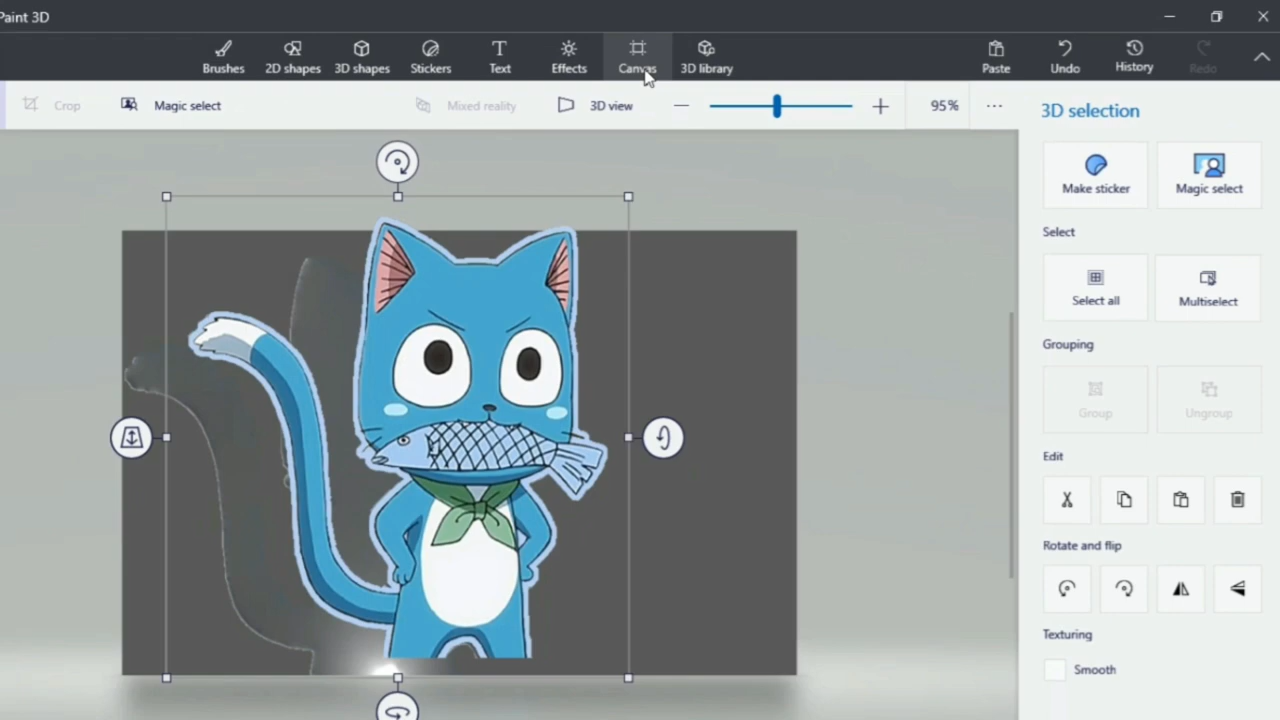 Paint 3D
Brushes
2D shapes
3D shapes
Stickers
Text
Effects
Canvas
3D library
Paste
Undo
History
Redo
Crop
Magic select
Mixed reality
3D view
95%
3D selection
Make sticker
Magic select
Select
Select all
Multiselect
Grouping
Group
Ungroup
Edit
Rotate and flip
Texturing
Smooth